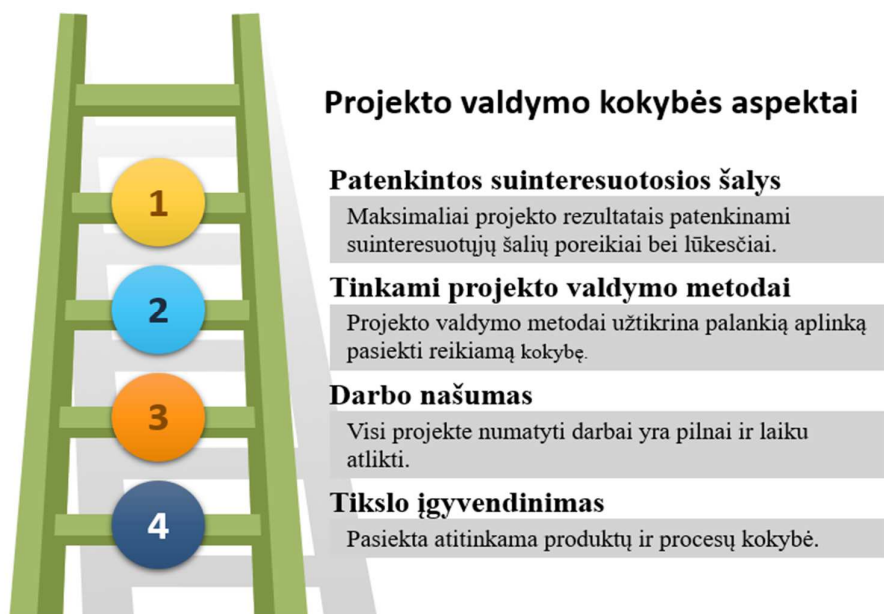 Projekto valdymo kokybės aspektai
1
Patenkintos suinteresuotosios šalys
Maksimaliai projekto rezultatais patenkinami
suinteresuotųjų šalių poreikiai bei lūkesčiai.
2
Tinkami projekto valdymo metodai
Projekto valdymo metodai užtikrina palankią aplinką
pasiekti reikiamą kokybę.
3
Darbo našumas
Visi projekte numatyti darbai yra pilnai ir laiku
atlikti.
4
Tikslo įgyvendinimas
Pasiekta atitinkama produktų ir procesų kokybė.